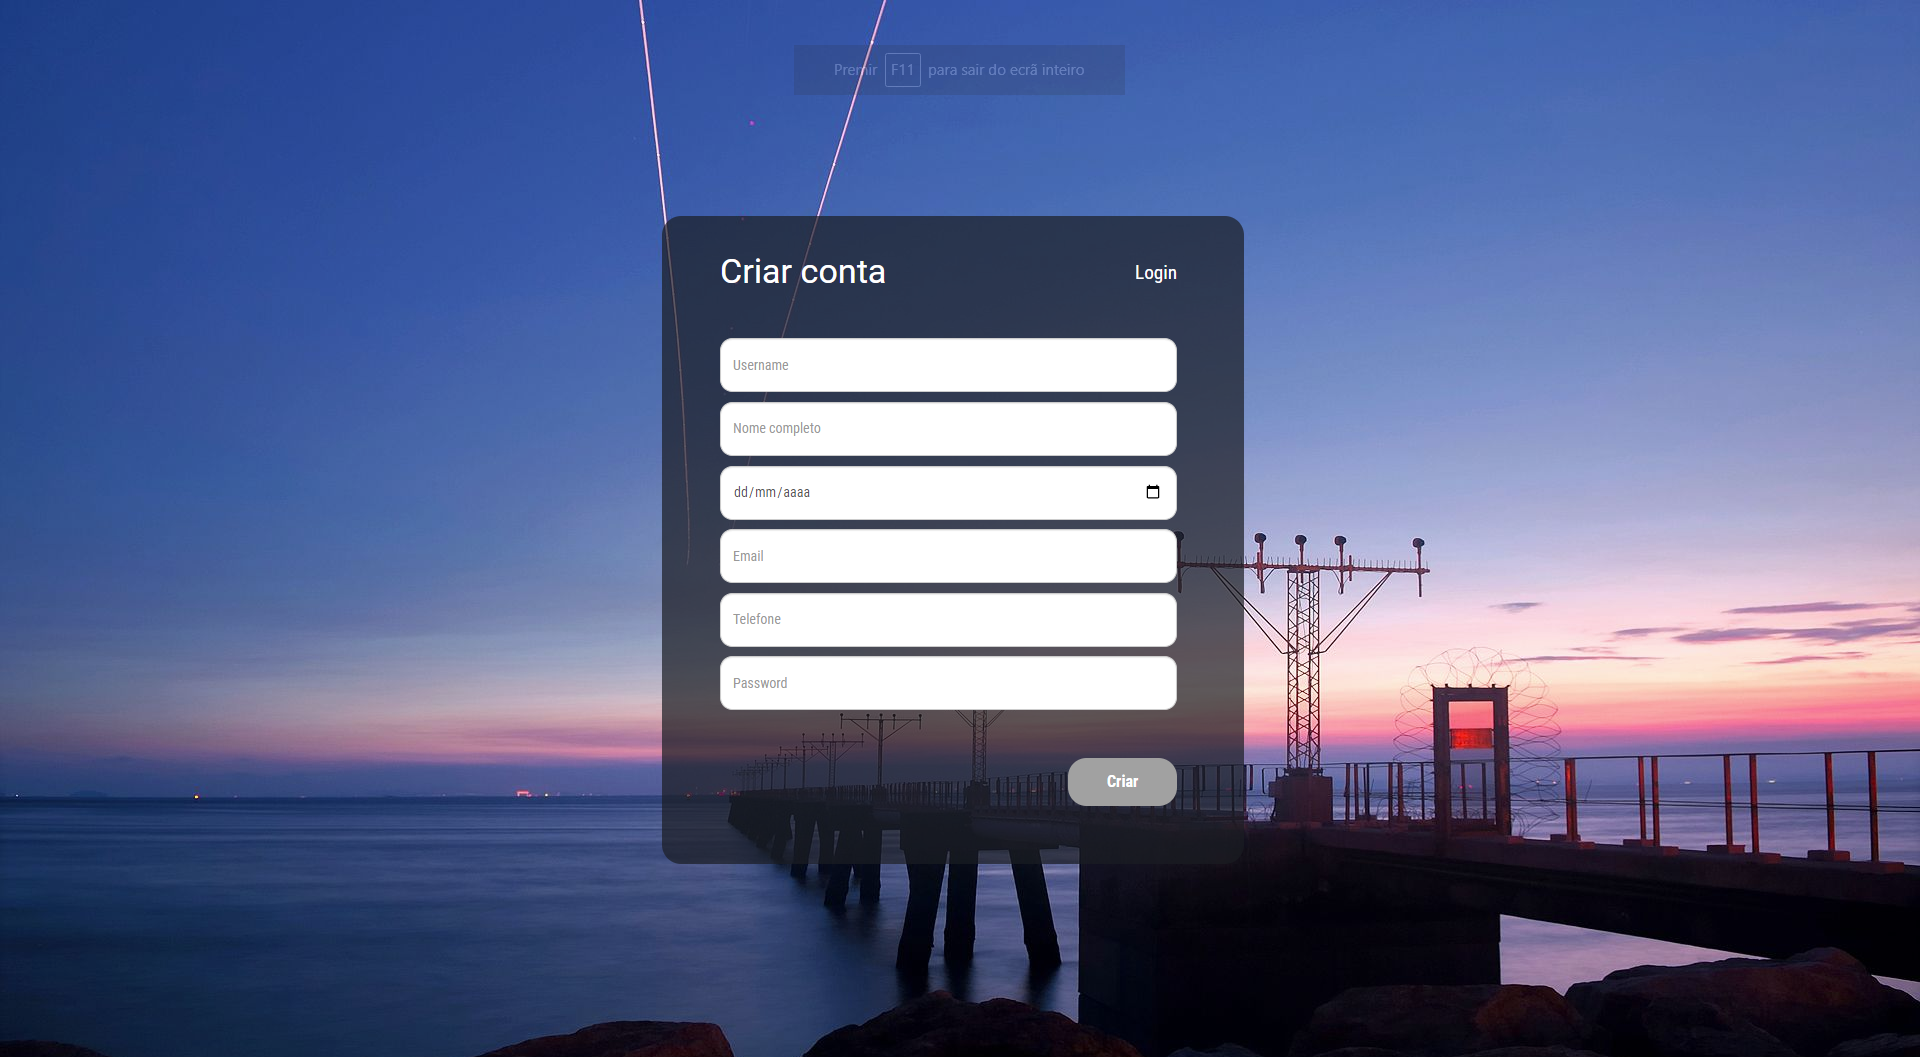 Premir F11 para sair do ecrã inteiro
Criar conta
Login
Username
Nome completo
dd/mm/aaaa
Email
Telefone
Password
Criar